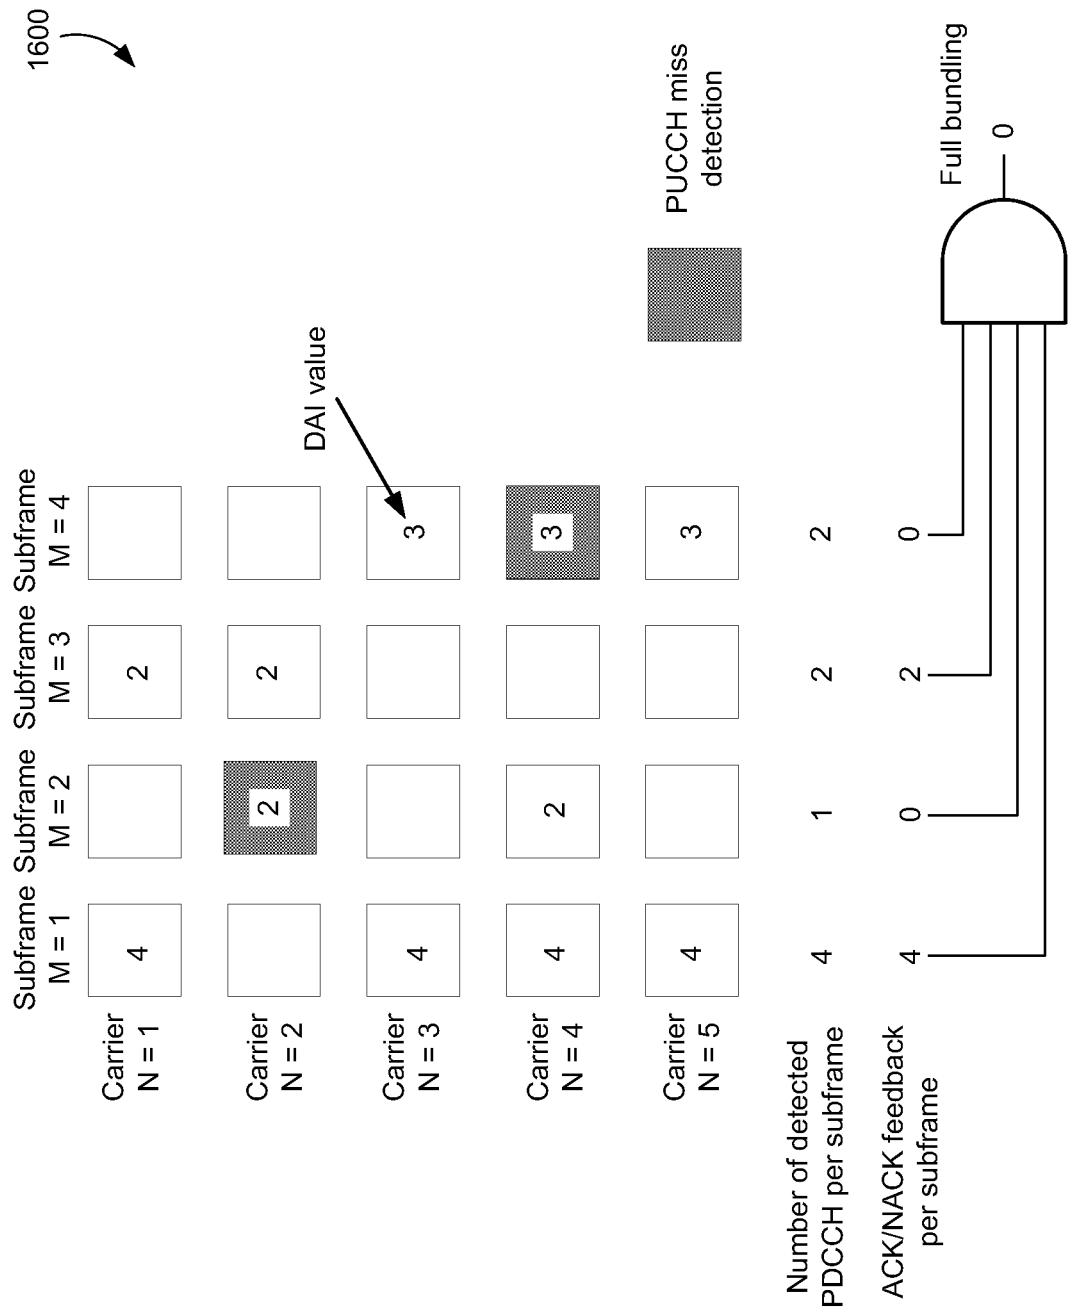 1600
Subframe
M = 1
Subframe
M = 2
Subframe
M = 3
Subframe
M = 4
Carrier
N = 1
4
2
Carrier
N = 2
2
2
DAI value
Carrier
N = 3
4
3
Carrier
N = 4
4
2
3
Carrier
N = 5
4
3
PUCCH miss
detection
Number of detected
PDCCH per subframe
4
1
2
2
ACK/NACK feedback
per subframe
4
0
2
0
Full bundling
0